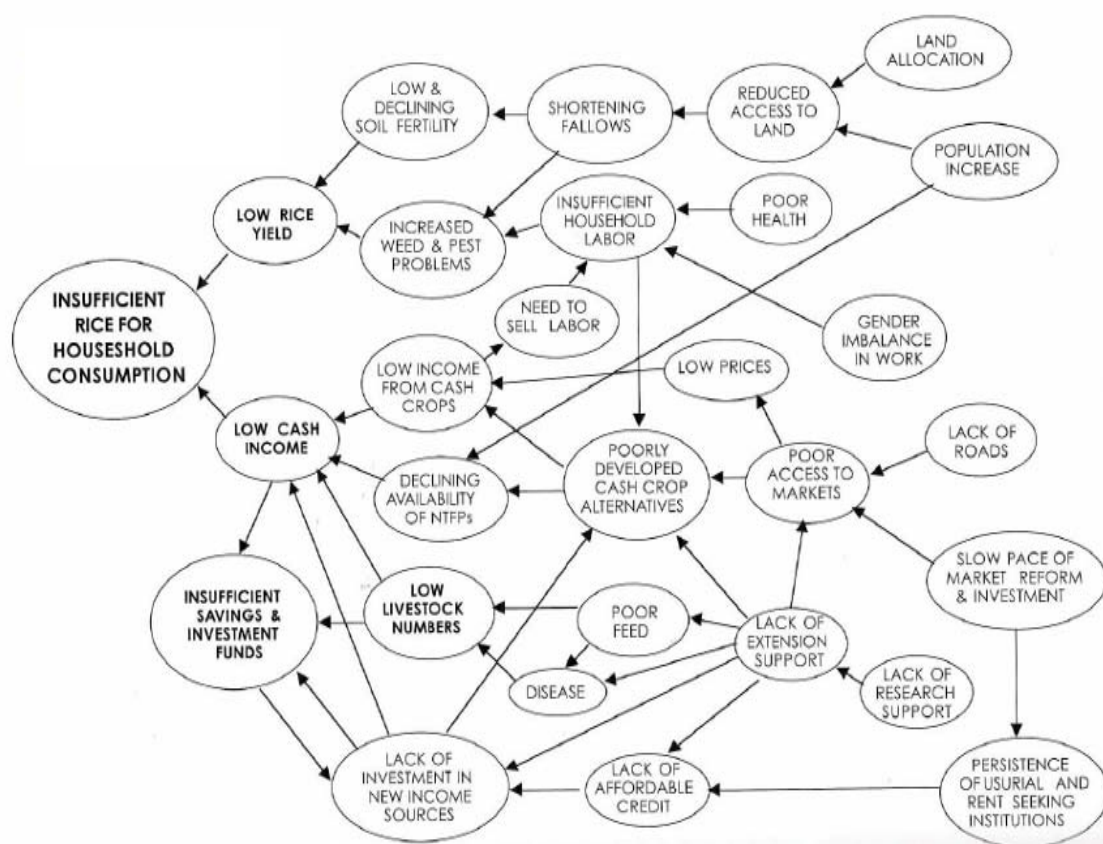 LAND
ALLOCATION
LOW &
DECLINING
SOIL FERTILITY
SHORTENING
FALLOWS
REDUCED
ACCESS TO
LAND
POPULATION
INCREASE
LOW RICE
YIELD
INCREASED
WEED & PEST
PROBLEMS
INSUFFICIENT
HOUSEHOLD
LABOR
POOR
HEALTH
INSUFFICIENT
RICE FOR
HOUSESHOLD
CONSUMPTION
NEED TO
SELL LABOR
GENDER
IMBALANCE
IN WORK
LOW INCOME
FROM CASH
CROPS
LOW PRICES
LOW CASH
INCOME
DECLINING
AVAILABILITY
OF NTFPs
POORLY
DEVELOPED
CASH CROP
ALTERNATIVES
POOR
ACCESS TO
MARKETS
LACK OF
ROADS
SLOW PACE OF
MARKET REFORM
& INVESTMENT
INSUFFICIENT
SAVINGS &
INVESTMENT
FUNDS
LOW
LIVESTOCK
NUMBERS
POOR
FEED
LACK OF
EXTENSION
SUPPORT
DISEASE
LACK OF
RESEARCH
SUPPORT
LACK OF
INVESTMENT IN
NEW INCOME
SOURCES
LACK OF
AFFORDABLE
CREDIT
PERSISTENCE
OF USURIAL AND
RENT SEEKING
INSTITUTIONS